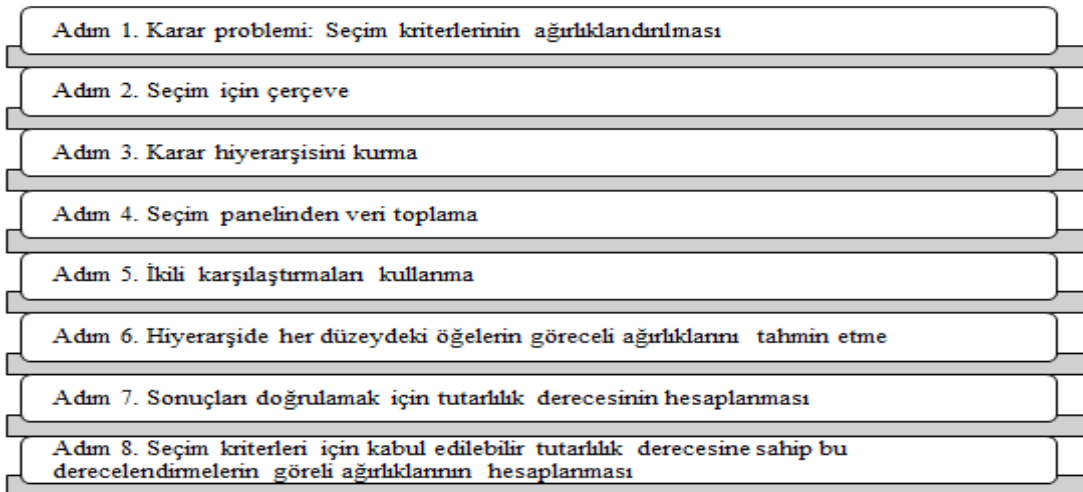 Adım 1. Karar problemi: Seçim kriterlerinin ağırlıklandırılması
Adım 2. Seçim için çerçeve
Adım 3. Karar hiyerarşisini kurma
Adım 4. Seçim panelinden veri toplama
Adım 5. İkili karşılaştırmaları kullanma
Adım 6. Hiyerarşide her düzeydeki öğelerin göreceli ağırlıklarını tahmin etme
Adım 7. Sonuçları doğrulamak için tutarlılık derecesinin hesaplanması
Adım 8. Seçim kriterleri için kabul edilebilir tutarlılık derecesine sahip bu
derecelendirmelerin göreli ağırlıklarının hesaplanması